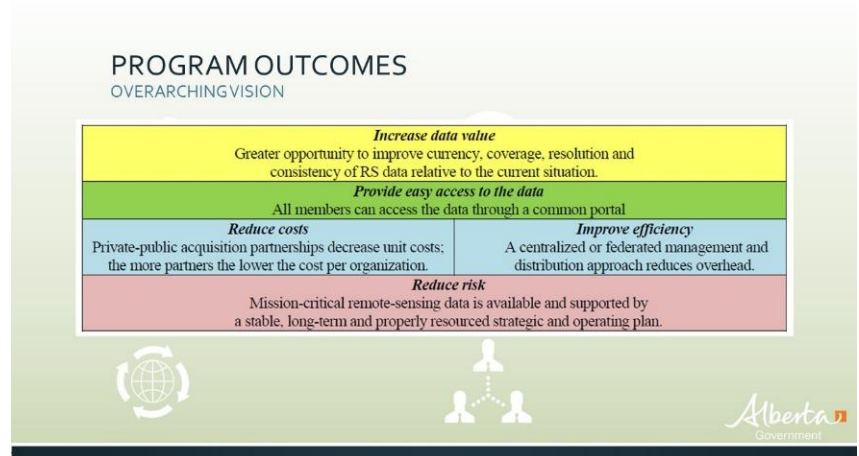 PROGRAM OUTCOMES
OVERARCHING VISION
Increase data value
Greater opportunity to improve currency, coverage, resolution and
consistency of RS data relative to the current situation.
Provide easy access to the data
All members can access the data through a common portal
Reduce costs
Private-public acquisition partnerships decrease unit costs;
the more partners the lower the cost per organization.
Improve efficiency
A centralized or federated management and
distribution approach reduces overhead.
Reduce risk
Mission-critical remote-sensing data is available and supported by
a stable, long-term and properly resourced strategic and operating plan.
Alberta
Government